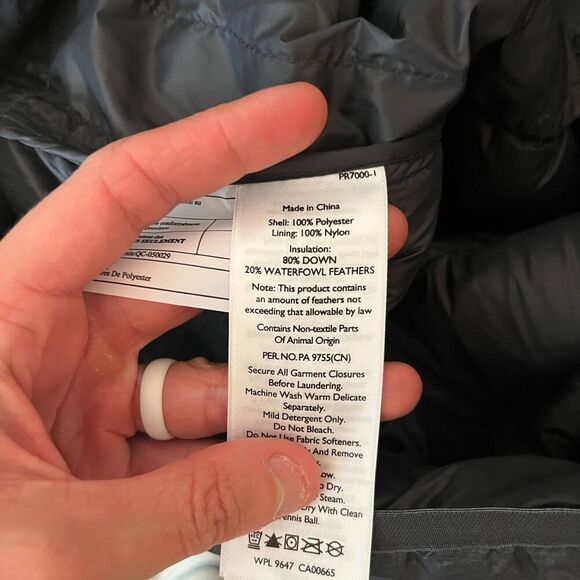 PR7000-1
Made in China
Shell: 100% Polyester
Lining: 100% Nylon
Insulation:
80% DOWN
20% WATERFOWL FEATHERS
Note: This product contains
an amount of feathers not
exceeding that allowable by law
Contains Non-textile Parts
Of Animal Origin
PER. NO. PA 9755(CN)
Secure All Garment Closures
Before Laundering.
Machine Wash Warm Delicate
Separately.
Mild Detergent Only.
Do Not Bleach.
Do Not Use Fabric Softeners.
And Remove
Dry.
Steam.
Dry With Clean
Tennis Ball.
WPL 9647 CA00665
SEULEMENT
QC-050029
De Polyester